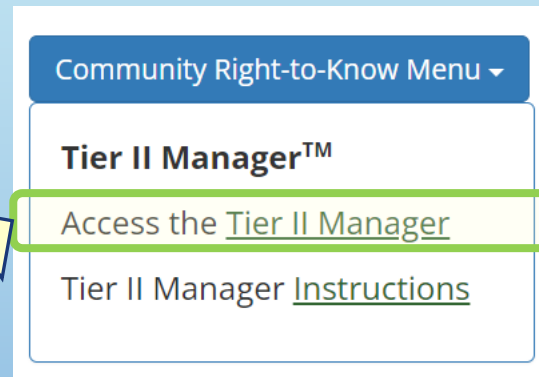 Community Right-to-Know Menu
Tier II Manager™
Access the Tier II Manager
Tier II Manager Instructions